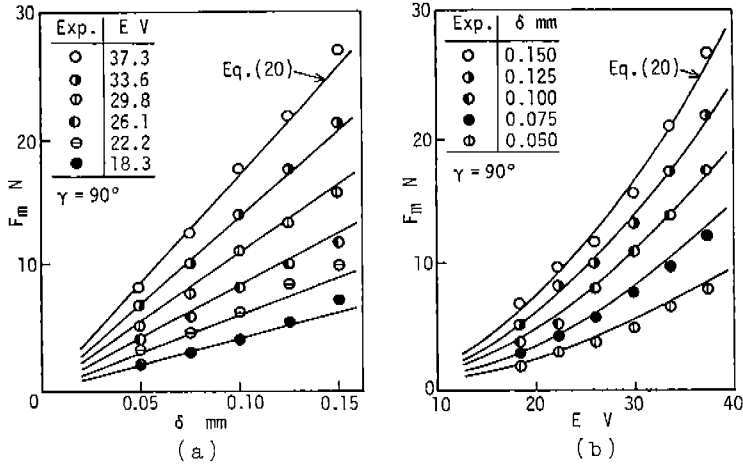 Exp. E V
37.3
33.6
29.8
26.1
22.2
18.3
γ = 90°
Eq.(20)
Fm N
30
20
10
0
0.05 0.10 0.15
δ mm
(a)
Exp. δ mm
0.150
0.125
0.100
0.075
0.050
γ = 90°
Eq.(20)
Fm N
30
20
10
0
10 20 30 40
E V
(b)